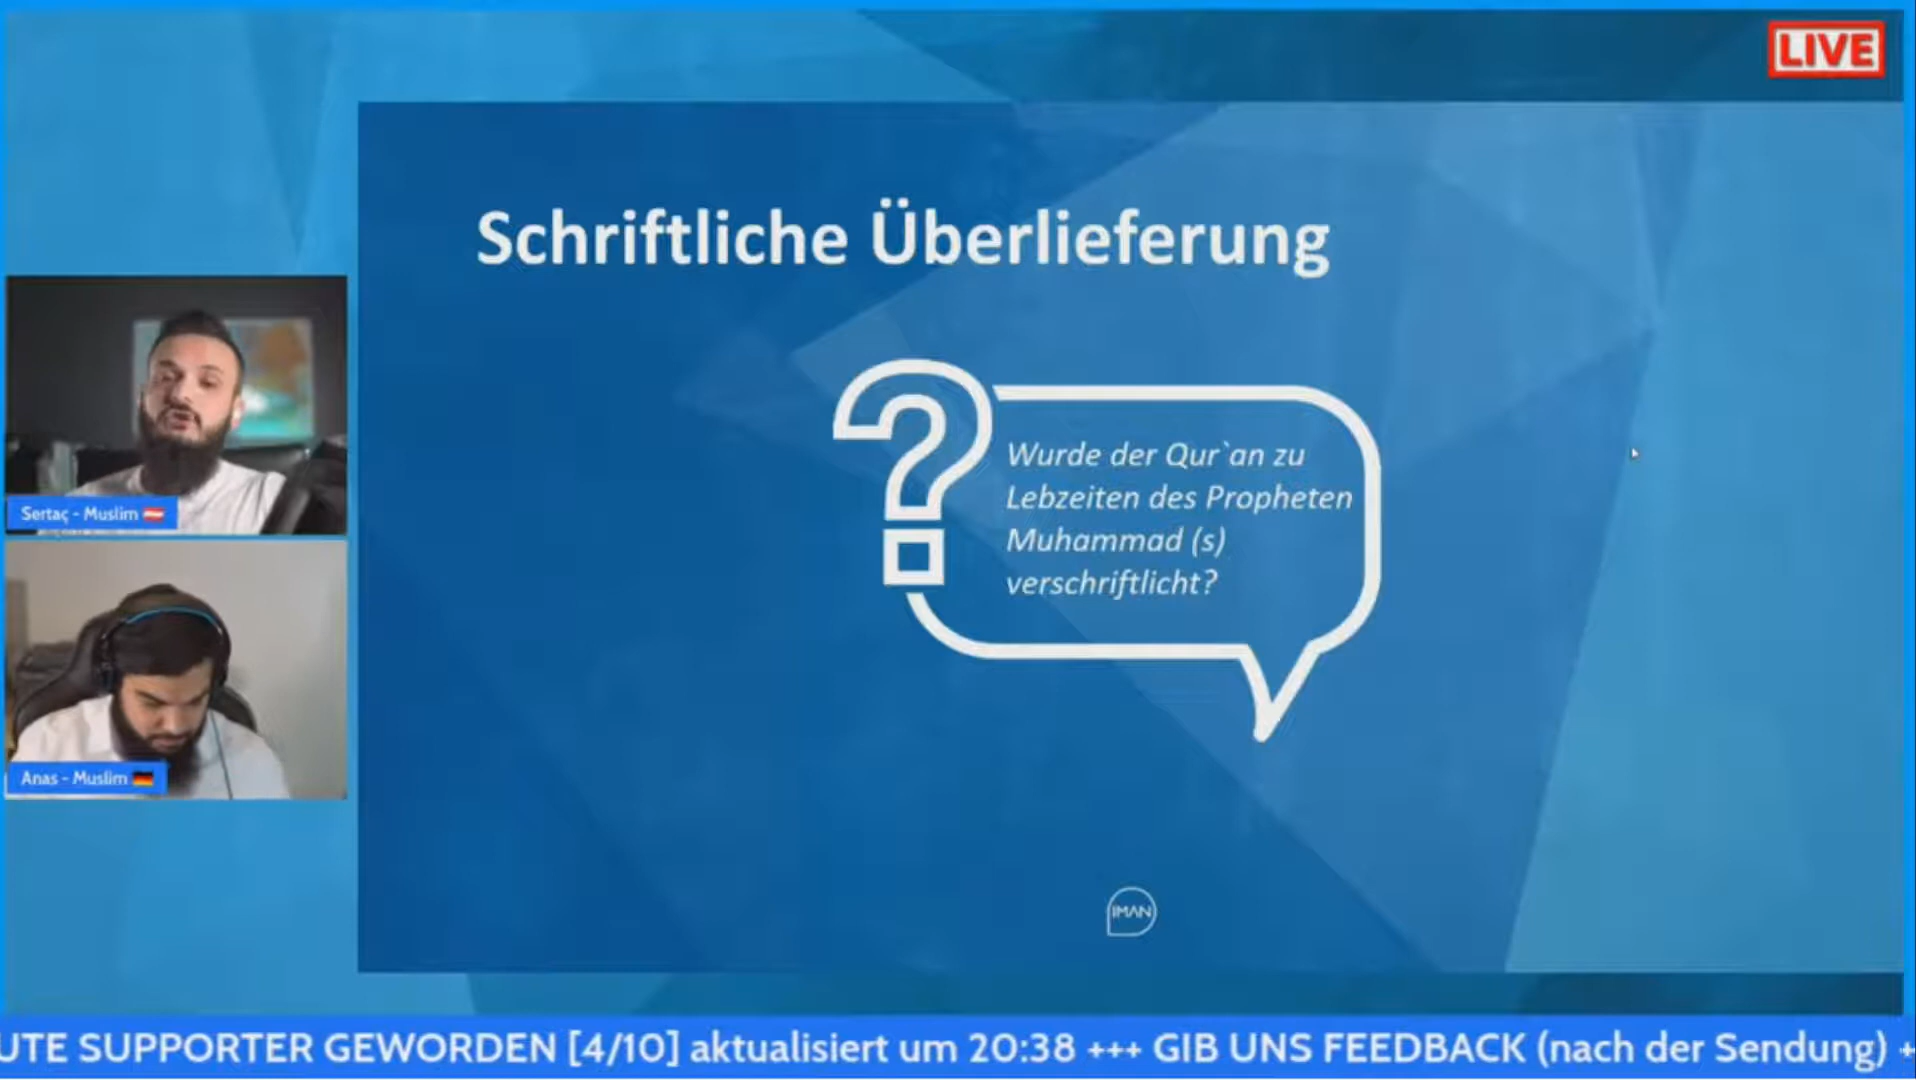 LIVE
Schriftliche Überlieferung
Wurde der Qur`an zu
Lebzeiten des Propheten
Muhammad (s)
verschriftlicht?
Sertaç - Muslim
Anas - Muslim
IMAN
UTE SUPPORTER GEWORDEN [4/10] aktualisiert um 20:38 +++ GIB UNS FEEDBACK (nach der Sendung) +